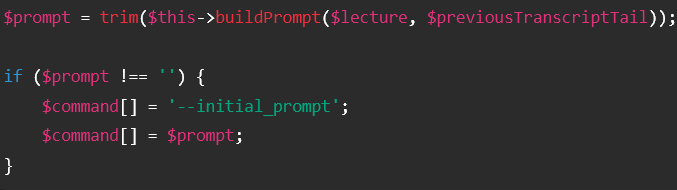 $prompt = trim($this->buildPrompt($lecture, $previousTranscriptTail));
if ($prompt !== '') {
    $command[] = '--initial_prompt';
    $command[] = $prompt;
}